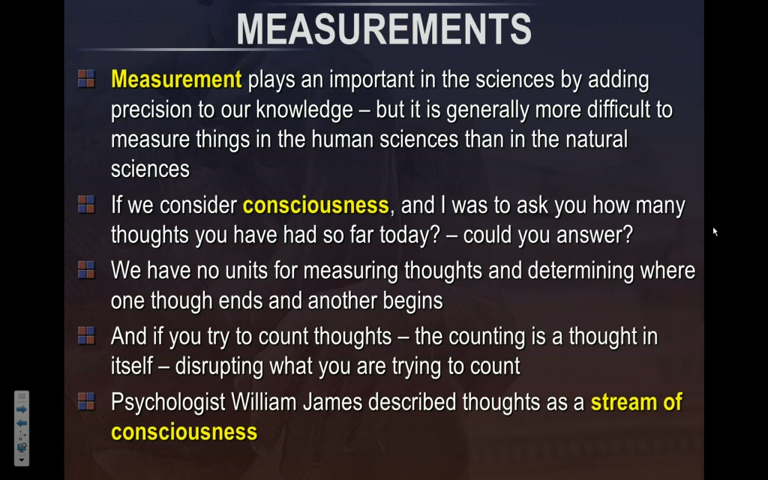 MEASUREMENTS
Measurement plays an important in the sciences by adding
precision to our knowledge – but it is generally more difficult to
measure things in the human sciences than in the natural
sciences
If we consider consciousness, and I was to ask you how many
thoughts you have had so far today? – could you answer?
We have no units for measuring thoughts and determining where
one though ends and another begins
And if you try to count thoughts – the counting is a thought in
itself – disrupting what you are trying to count
Psychologist William James described thoughts as a stream of
consciousness